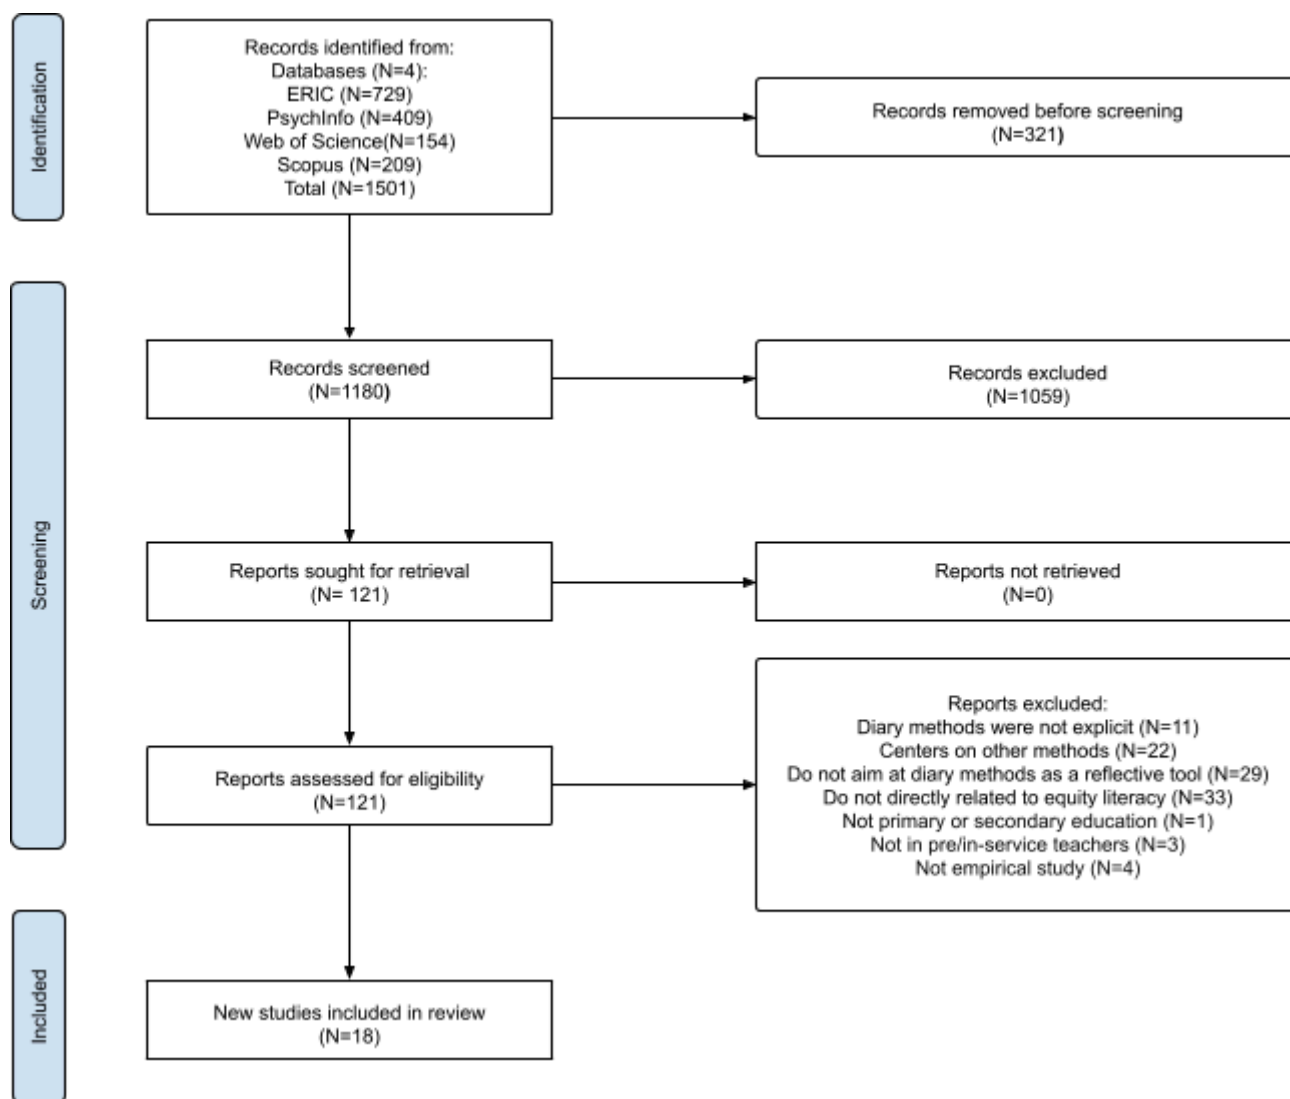 Identification
Records identified from:
Databases (N=4):
ERIC (N=729)
PsychInfo (N=409)
Web of Science(N=154)
Scopus (N=209)
Total (N=1501)
Records removed before screening
(N=321)
Screening
Records screened
(N=1180)
Records excluded
(N=1059)
Reports sought for retrieval
(N= 121)
Reports not retrieved
(N=0)
Reports assessed for eligibility
(N=121)
Reports excluded:
Diary methods were not explicit (N=11)
Centers on other methods (N=22)
Do not aim at diary methods as a reflective tool (N=29)
Do not directly related to equity literacy (N=33)
Not primary or secondary education (N=1)
Not in pre/in-service teachers (N=3)
Not empirical study (N=4)
Included
New studies included in review
(N=18)